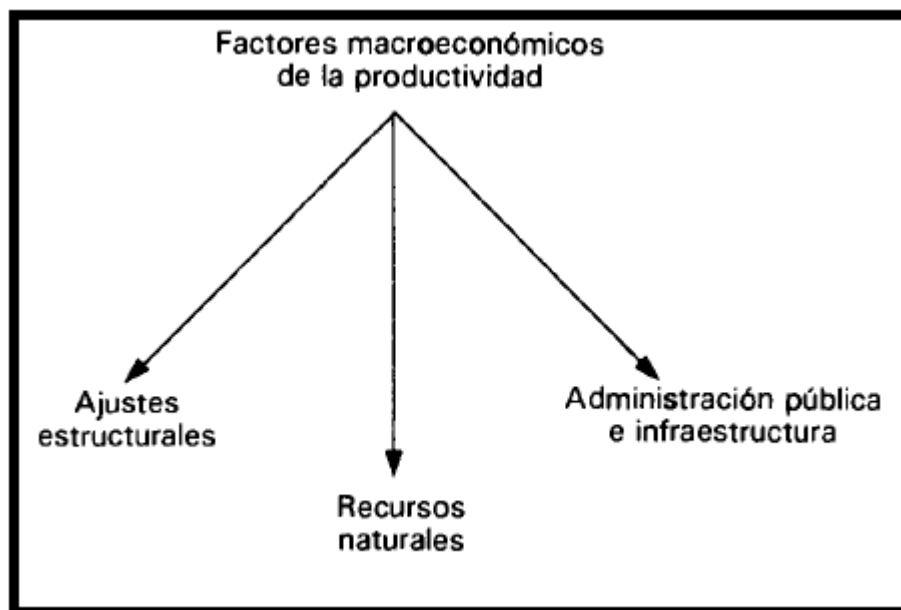 Factores macroeconómicos
de la productividad
Ajustes
estructurales
Administración pública
e infraestructura
Recursos
naturales